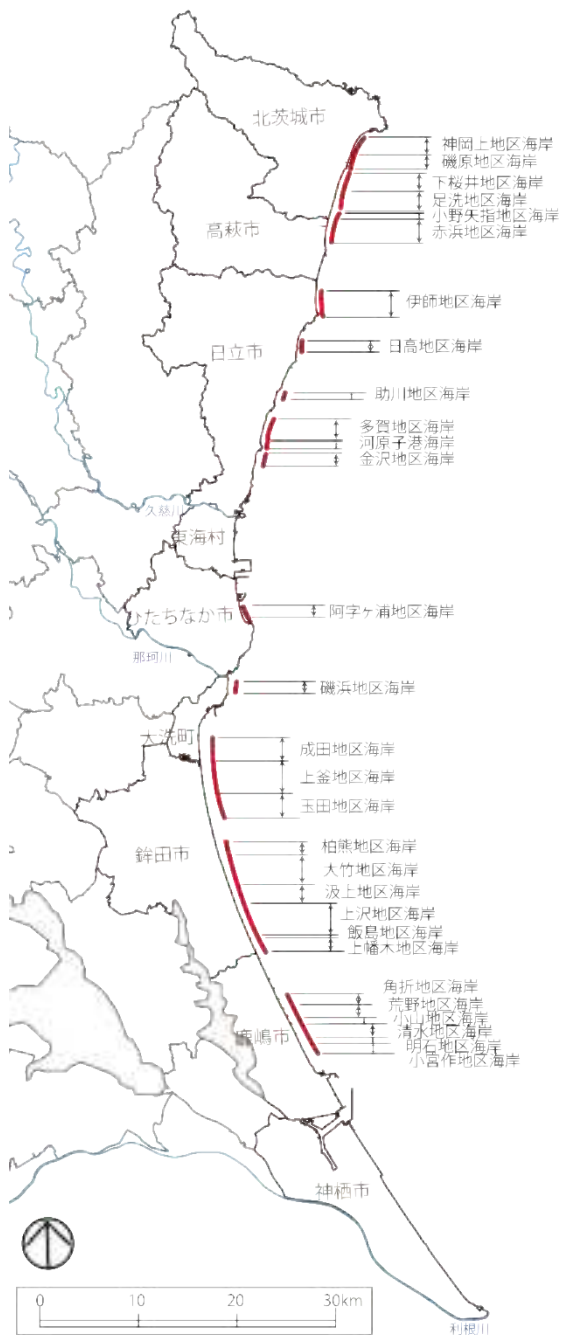 北茨城市
神岡上地区海岸
磯原地区海岸
下桜井地区海岸
足洗地区海岸
小野矢指地区海岸
赤浜地区海岸
高萩市
伊師地区海岸
日立市
日高地区海岸
助川地区海岸
多賀地区海岸
河原子港海岸
金沢地区海岸
久慈川
東海村
ひたちなか市
阿字ヶ浦地区海岸
那珂川
磯浜地区海岸
大洗町
成田地区海岸
上釜地区海岸
玉田地区海岸
鉾田市
柏熊地区海岸
大竹地区海岸
汲上地区海岸
上沢地区海岸
飯島地区海岸
上幡木地区海岸
角折地区海岸
荒野地区海岸
小山地区海岸
鹿嶋市
清水地区海岸
明石地区海岸
小宮作地区海岸
神栖市
0 10 20 30km
利根川